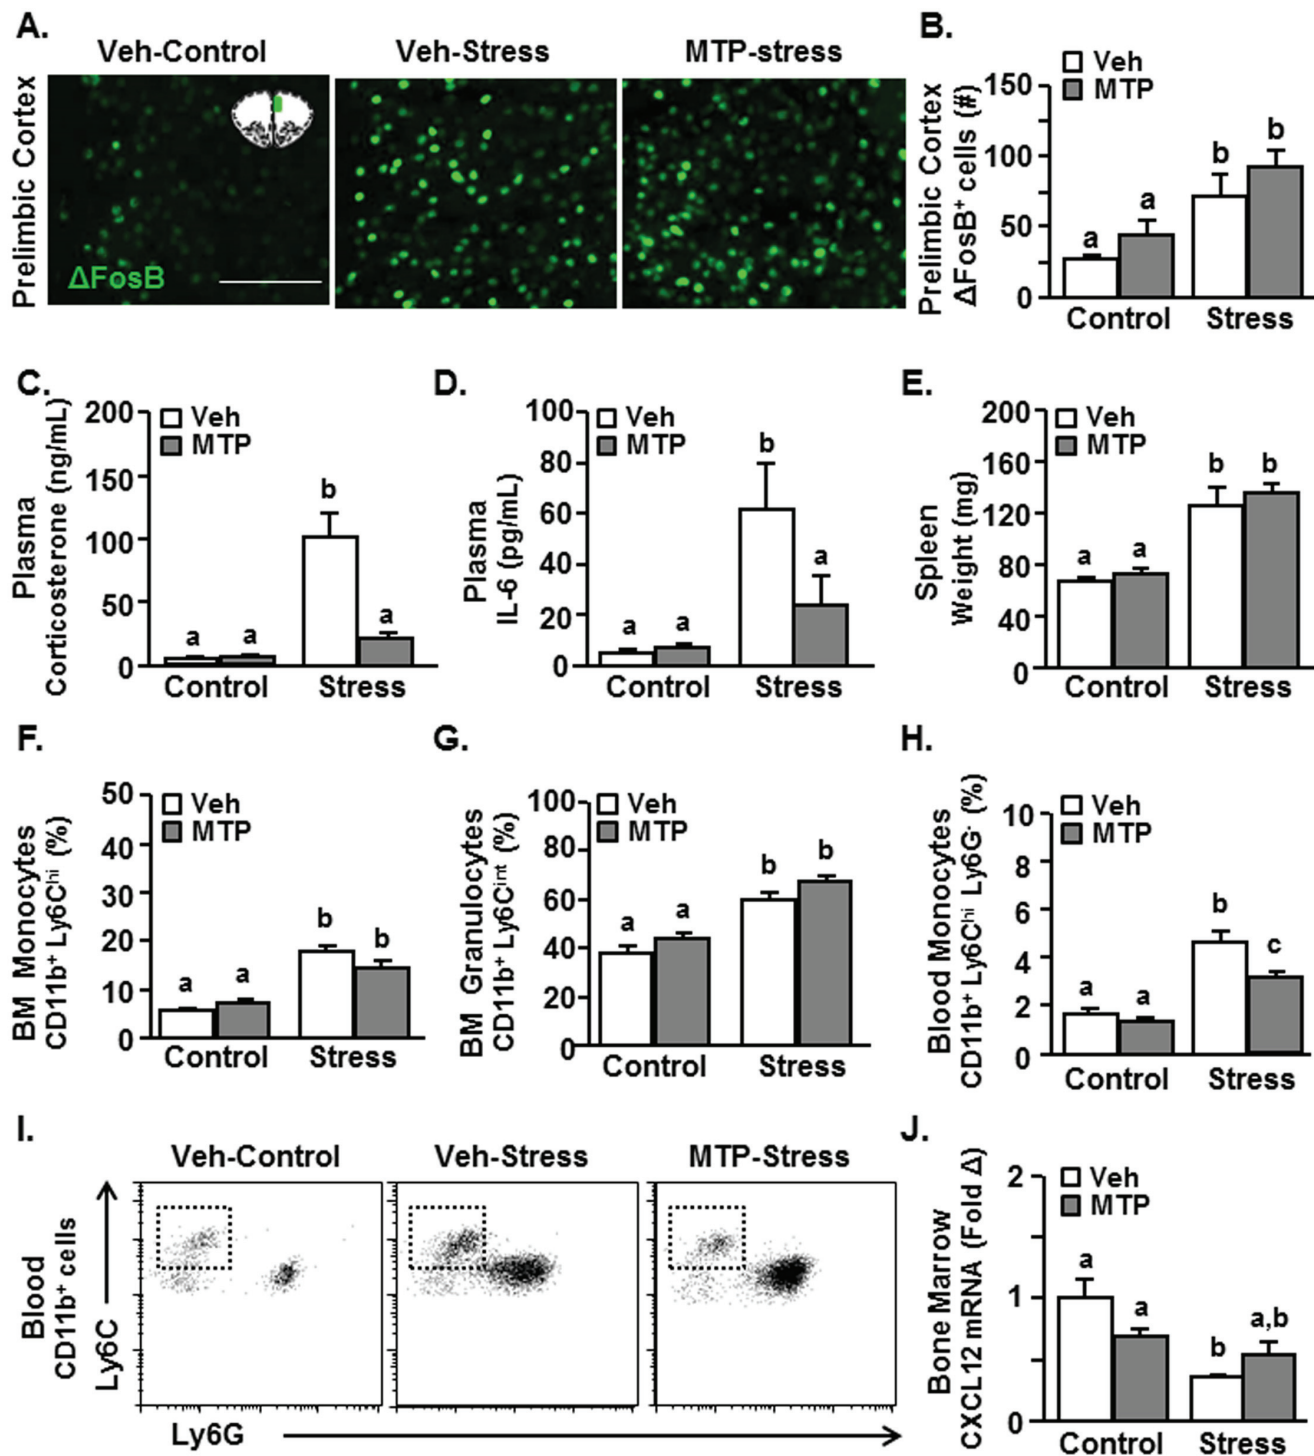 A.
Veh-Control
Veh-Stress
MTP-stress
Prelimbic Cortex
ΔFosB
B.
Veh
MTP
Prelimbic Cortex
ΔFosB⁺ cells (#)
150
100
50
0
a
a
b
b
Control
Stress
C.
Veh
MTP
Plasma
Corticosterone (ng/mL)
200
150
100
50
0
a
a
b
a
Control
Stress
D.
Veh
MTP
Plasma
IL-6 (pg/mL)
100
80
60
40
20
0
a
a
b
a
Control
Stress
E.
Veh
MTP
Spleen
Weight (mg)
200
160
120
80
40
0
a
a
b
b
Control
Stress
F.
Veh
MTP
BM Monocytes
CD11b⁺ Ly6Cʰⁱ (%)
50
40
30
20
10
0
a
a
b
b
Control
Stress
G.
Veh
MTP
BM Granulocytes
CD11b⁺ Ly6Cⁱⁿᵗ (%)
100
80
60
40
20
0
a
a
b
b
Control
Stress
H.
Veh
MTP
Blood Monocytes
CD11b⁺ Ly6Cʰⁱ Ly6G⁻ (%)
10
8
6
4
2
0
a
a
b
c
Control
Stress
I.
Veh-Control
Veh-Stress
MTP-Stress
Blood
CD11b⁺ cells
Ly6C
Ly6G
J.
Veh
MTP
Bone Marrow
CXCL12 mRNA (Fold Δ)
2
1
0
a
a
b
a,b
Control
Stress